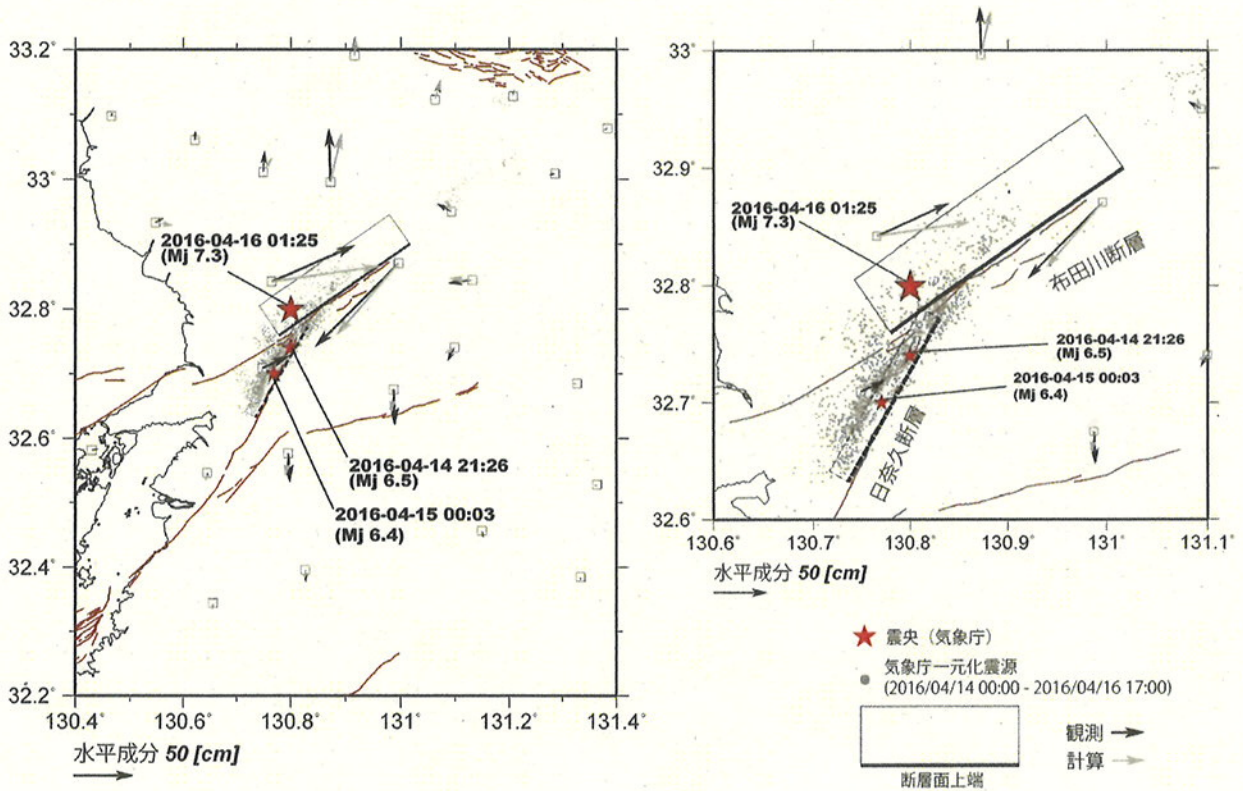 33.2°
33°
32.8°
32.6°
32.4°
32.2°
130.4°
130.6°
130.8°
131°
131.2°
131.4°
2016-04-16 01:25
(Mj 7.3)
2016-04-14 21:26
(Mj 6.5)
2016-04-15 00:03
(Mj 6.4)
水平成分 50 [cm]
33°
32.9°
32.8°
32.7°
32.6°
130.6°
130.7°
130.8°
130.9°
131°
131.1°
2016-04-16 01:25
(Mj 7.3)
布田川断層
2016-04-14 21:26
(Mj 6.5)
2016-04-15 00:03
(Mj 6.4)
日奈久断層
水平成分 50 [cm]
震央（気象庁）
気象庁一元化震源
(2016/04/14 00:00 - 2016/04/16 17:00)
観測
計算
断層面上端